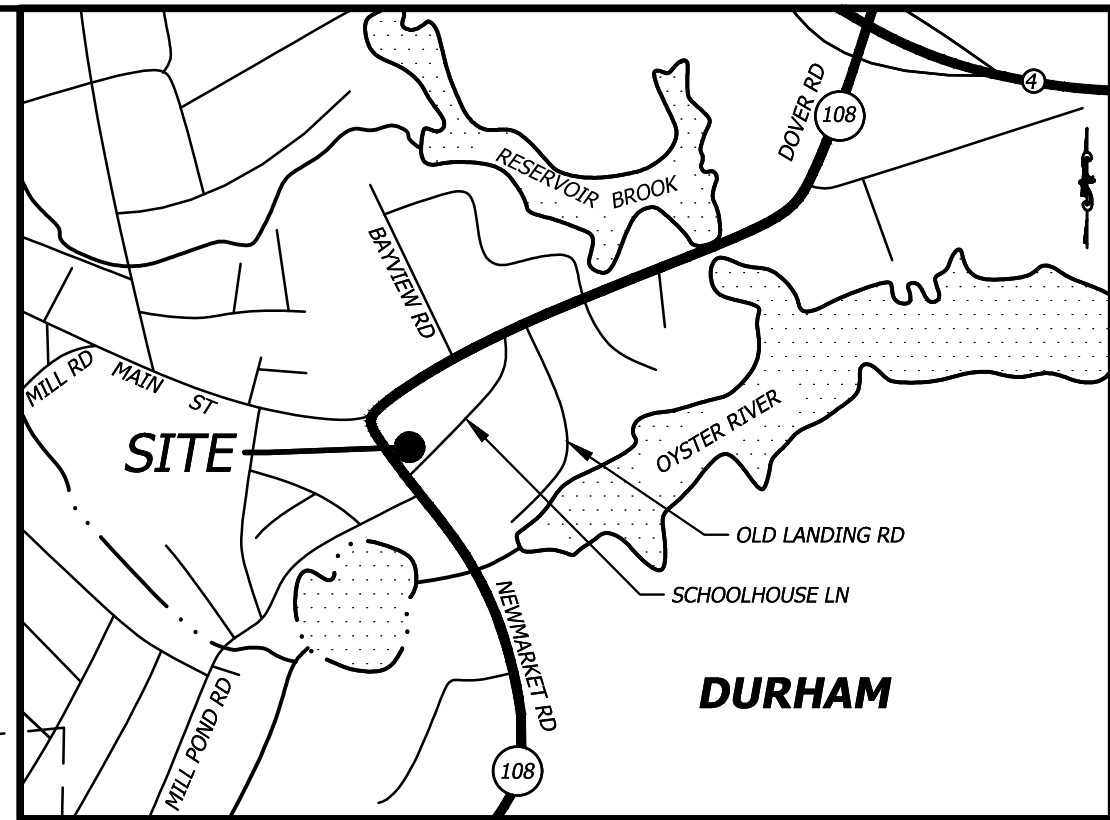 4
DOVER RD
108
RESERVOIR BROOK
BAYVIEW RD
MILL RD
MAIN ST
SITE
OYSTER RIVER
OLD LANDING RD
SCHOOLHOUSE LN
NEWMARKET RD
DURHAM
MILL POND RD
108